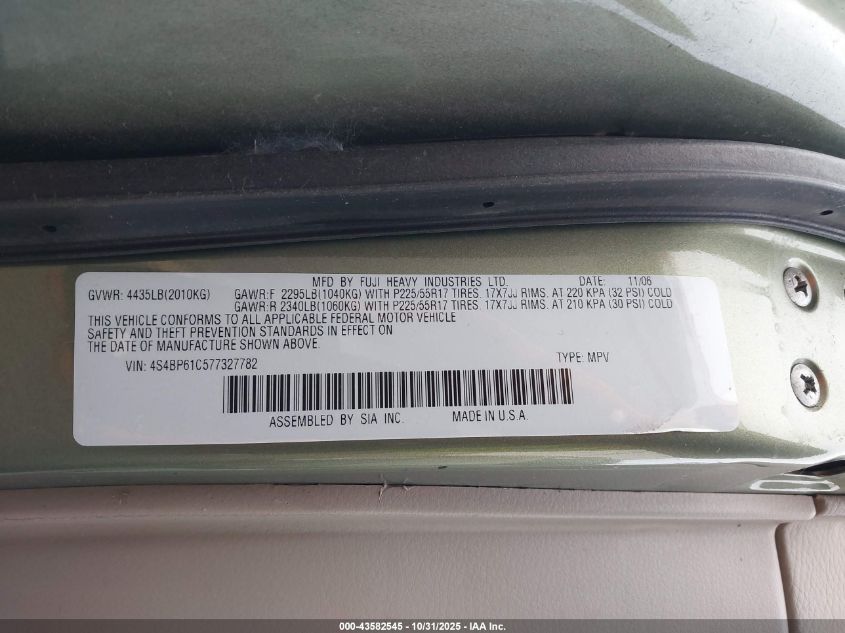 MFD BY FUJI HEAVY INDUSTRIES LTD. DATE: 11/06
GVWR: 4435LB(2010KG) GAWR:F 2295LB(1040KG) WITH P225/55R17 TIRES. 17X7JJ RIMS. AT 220 KPA (32 PSI) COLD
GAWR:R 2340LB(1060KG) WITH P225/55R17 TIRES. 17X7JJ RIMS. AT 210 KPA (30 PSI) COLD
THIS VEHICLE CONFORMS TO ALL APPLICABLE FEDERAL MOTOR VEHICLE
SAFETY AND THEFT PREVENTION STANDARDS IN EFFECT ON
THE DATE OF MANUFACTURE SHOWN ABOVE.
VIN: 4S4BP61C577327782 TYPE: MPV
ASSEMBLED BY SIA INC. MADE IN U.S.A.
000-43582545 - 10/31/2025 - IAA Inc.